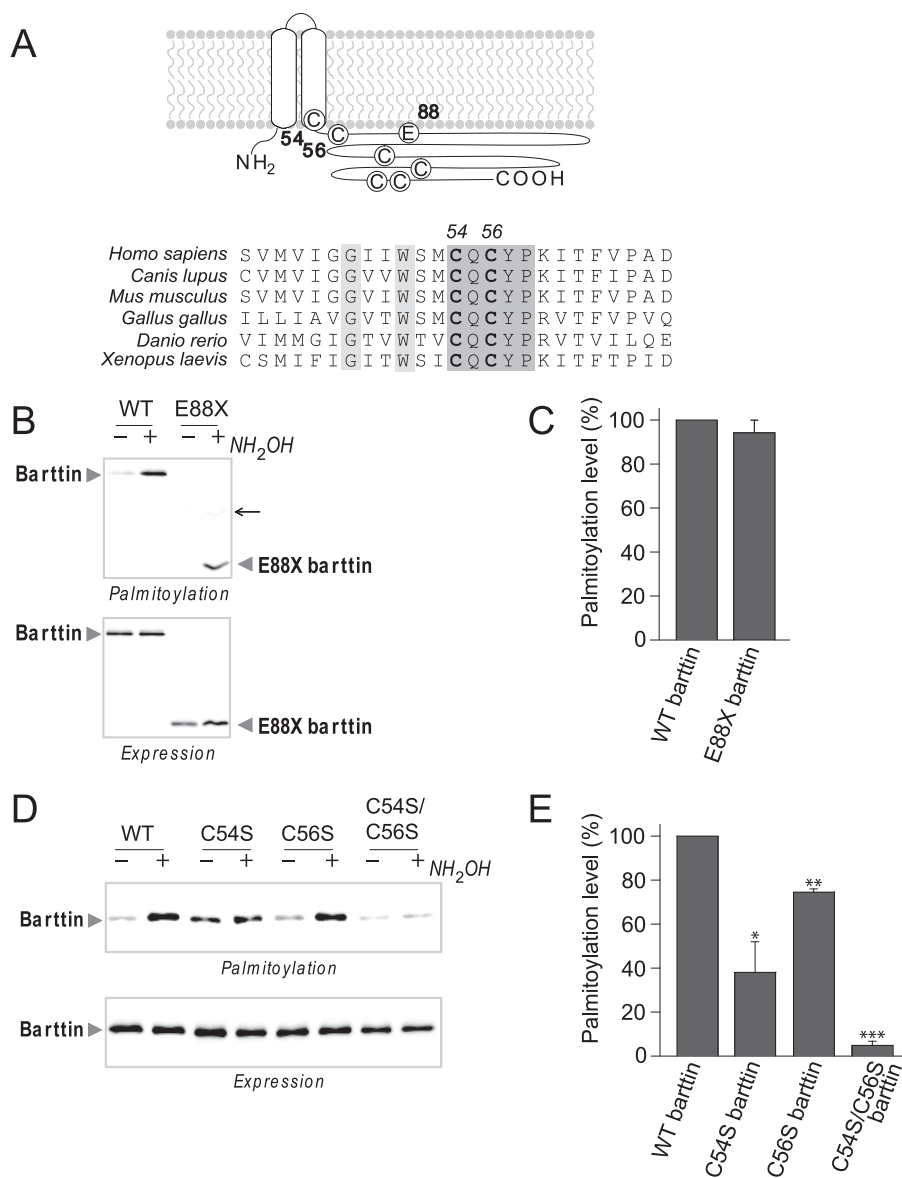 A
88
C
C
E
54
56
NH2
C
C
C C
COOH
54 56
Homo sapiens SVMVIGGIIWSMCQCYPKITFVPAD
Canis lupus CVMVIGGVVWSMCQCYPKITFIPAD
Mus musculus SVMVIGGVIWSMCQCYPKITFVPAD
Gallus gallus ILLIAVGVTWSMCQCYPRVTFVPVQ
Danio rerio VIMMGIGTVWTVCQCYPRVTVILQE
Xenopus laevis CSMIFIGITWSICQCYPKITFTPID
B
WT E88X
− + − + NH2OH
Barttin
E88X barttin
Palmitoylation
Barttin
E88X barttin
Expression
C
Palmitoylation level (%)
100
80
60
40
20
0
WT barttin
E88X barttin
D
WT C54S C56S C54S/
C56S
− + − + − + − + NH2OH
Barttin
Palmitoylation
Barttin
Expression
E
Palmitoylation level (%)
100
80
60
40
20
0
*
**
***
WT barttin
C54S barttin
C56S barttin
C54S/C56S
barttin